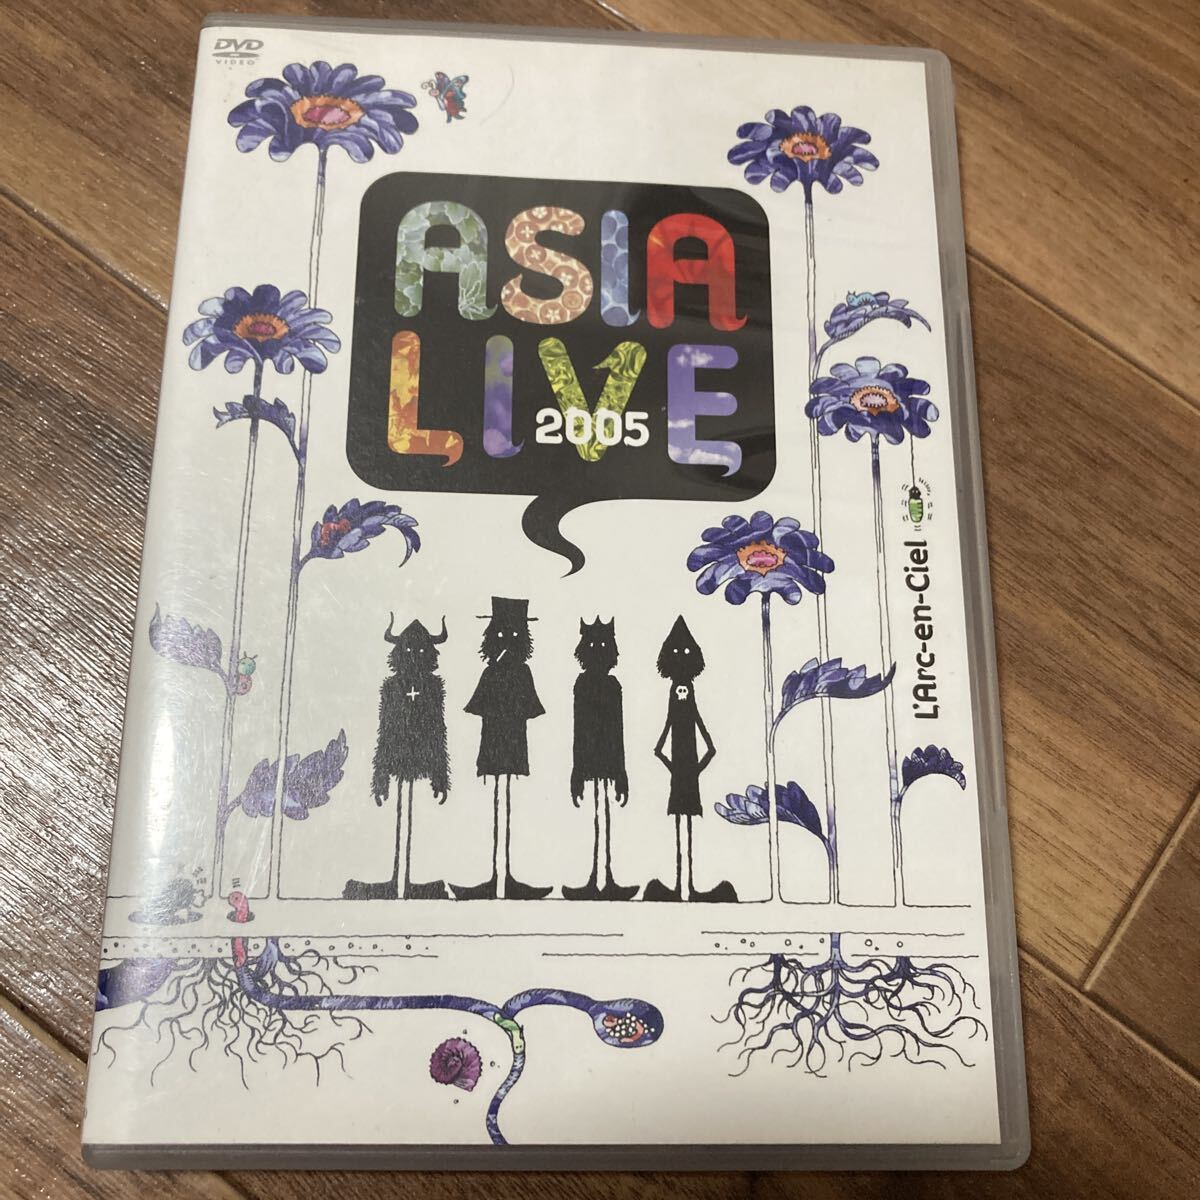 DVD
VIDEO
ASIA
LIVE
2005
L'Arc-en-Ciel